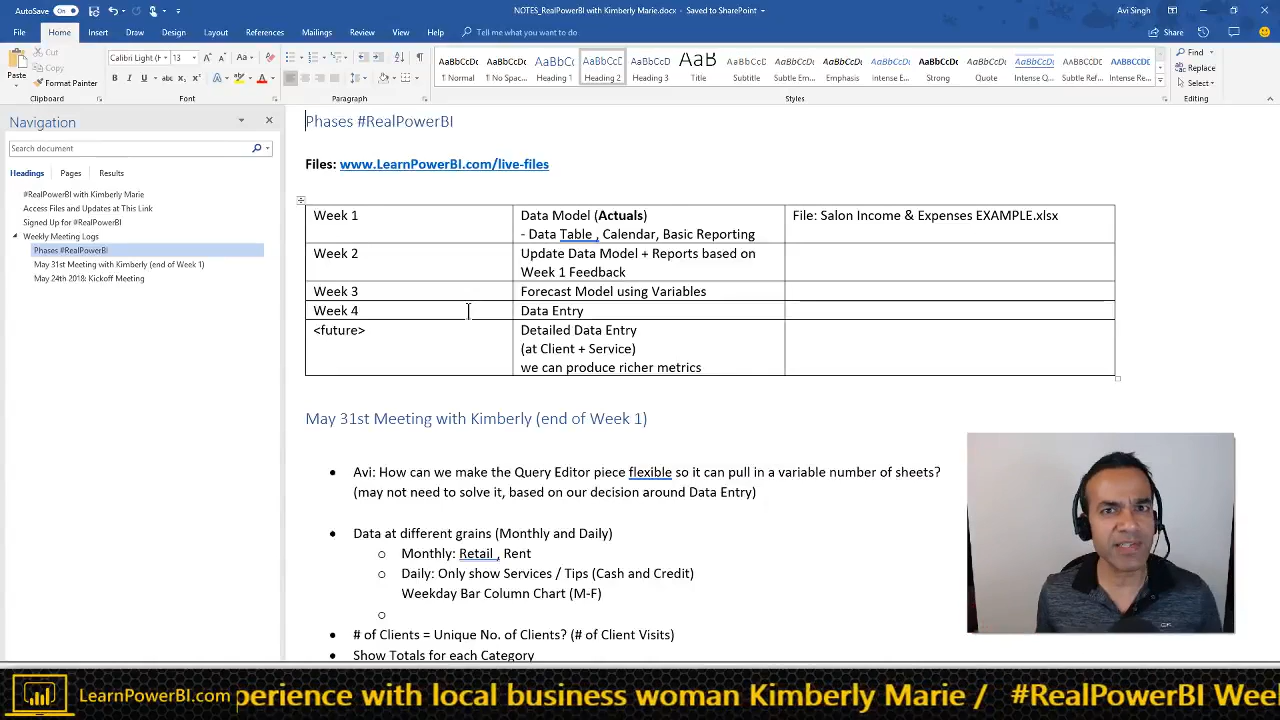 AutoSave On
NOTES_RealPowerBI with Kimberly Marie.docx - Saved to SharePoint
Avi Singh
File Home Insert Draw Design Layout References Mailings Review View Help Tell me what you want to do
Share
Paste
Cut
Copy
Format Painter
Calibri Light (H 13
Aa
AaBbCcDc AaBbCcDc AaBbCc AaBbCcE AaBbCcD AaB
1 Normal 1 No Spac... Heading 1 Heading 2 Heading 3 Title Subtitle Subtle Em... Emphasis Intense E... Strong Quote Intense Q... Subtle Ref... Intense Re...
Find
Replace
Select
Clipboard Font Paragraph Styles Editing
Navigation
Search document
Headings Pages Results
#RealPowerBI with Kimberly Marie
Access Files and Updates at This Link
Signed Up for #RealPowerBI
Weekly Meeting Logs
Phases #RealPowerBI
May 31st Meeting with Kimberly (end of Week 1)
May 24th 2018: Kickoff Meeting
Phases #RealPowerBI
Files: www.LearnPowerBI.com/live-files
Week 1 Data Model (Actuals) File: Salon Income & Expenses EXAMPLE.xlsx
- Data Table , Calendar, Basic Reporting
Week 2 Update Data Model + Reports based on
Week 1 Feedback
Week 3 Forecast Model using Variables
Week 4 Data Entry
<future> Detailed Data Entry
(at Client + Service)
we can produce richer metrics
May 31st Meeting with Kimberly (end of Week 1)
Avi: How can we make the Query Editor piece flexible so it can pull in a variable number of sheets?
(may not need to solve it, based on our decision around Data Entry)
Data at different grains (Monthly and Daily)
Monthly: Retail , Rent
Daily: Only show Services / Tips (Cash and Credit)
Weekday Bar Column Chart (M-F)
# of Clients = Unique No. of Clients? (# of Client Visits)
Show Totals for each Category
LearnPowerBI.com perience with local business woman Kimberly Marie / #RealPowerBI Wee